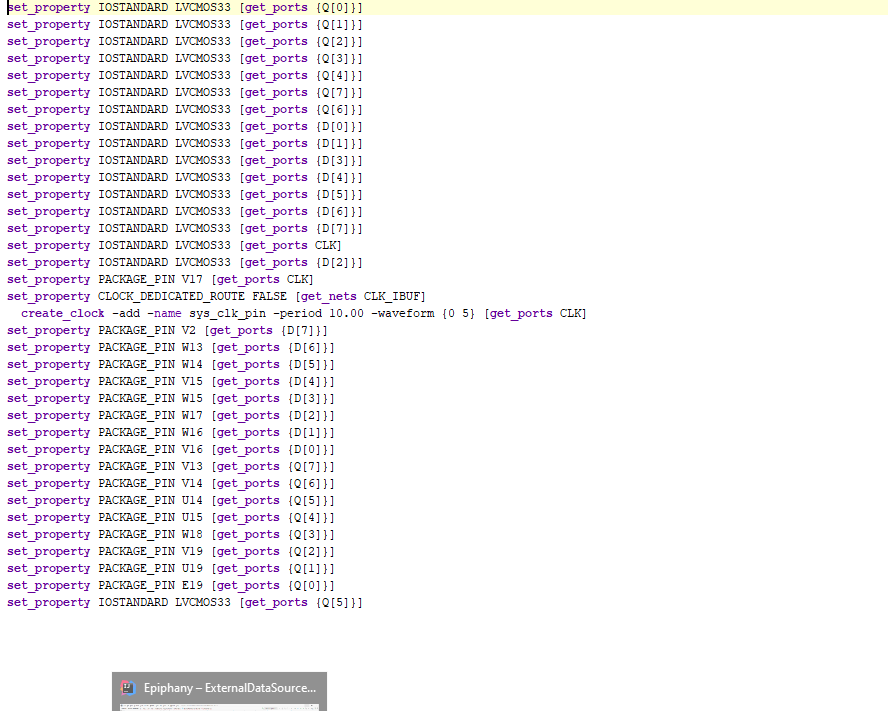 set_property IOSTANDARD LVCMOS33 [get_ports {Q[0]}]
set_property IOSTANDARD LVCMOS33 [get_ports {Q[1]}]
set_property IOSTANDARD LVCMOS33 [get_ports {Q[2]}]
set_property IOSTANDARD LVCMOS33 [get_ports {Q[3]}]
set_property IOSTANDARD LVCMOS33 [get_ports {Q[4]}]
set_property IOSTANDARD LVCMOS33 [get_ports {Q[7]}]
set_property IOSTANDARD LVCMOS33 [get_ports {Q[6]}]
set_property IOSTANDARD LVCMOS33 [get_ports {D[0]}]
set_property IOSTANDARD LVCMOS33 [get_ports {D[1]}]
set_property IOSTANDARD LVCMOS33 [get_ports {D[3]}]
set_property IOSTANDARD LVCMOS33 [get_ports {D[4]}]
set_property IOSTANDARD LVCMOS33 [get_ports {D[5]}]
set_property IOSTANDARD LVCMOS33 [get_ports {D[6]}]
set_property IOSTANDARD LVCMOS33 [get_ports {D[7]}]
set_property IOSTANDARD LVCMOS33 [get_ports CLK]
set_property IOSTANDARD LVCMOS33 [get_ports {D[2]}]
set_property PACKAGE_PIN V17 [get_ports CLK]
set_property CLOCK_DEDICATED_ROUTE FALSE [get_nets CLK_IBUF]
create_clock -add -name sys_clk_pin -period 10.00 -waveform {0 5} [get_ports CLK]
set_property PACKAGE_PIN V2 [get_ports {D[7]}]
set_property PACKAGE_PIN W13 [get_ports {D[6]}]
set_property PACKAGE_PIN W14 [get_ports {D[5]}]
set_property PACKAGE_PIN V15 [get_ports {D[4]}]
set_property PACKAGE_PIN W15 [get_ports {D[3]}]
set_property PACKAGE_PIN W17 [get_ports {D[2]}]
set_property PACKAGE_PIN W16 [get_ports {D[1]}]
set_property PACKAGE_PIN V16 [get_ports {D[0]}]
set_property PACKAGE_PIN V13 [get_ports {Q[7]}]
set_property PACKAGE_PIN V14 [get_ports {Q[6]}]
set_property PACKAGE_PIN U14 [get_ports {Q[5]}]
set_property PACKAGE_PIN U15 [get_ports {Q[4]}]
set_property PACKAGE_PIN W18 [get_ports {Q[3]}]
set_property PACKAGE_PIN V19 [get_ports {Q[2]}]
set_property PACKAGE_PIN U19 [get_ports {Q[1]}]
set_property PACKAGE_PIN E19 [get_ports {Q[0]}]
set_property IOSTANDARD LVCMOS33 [get_ports {Q[5]}]
Epiphany – ExternalDataSource...